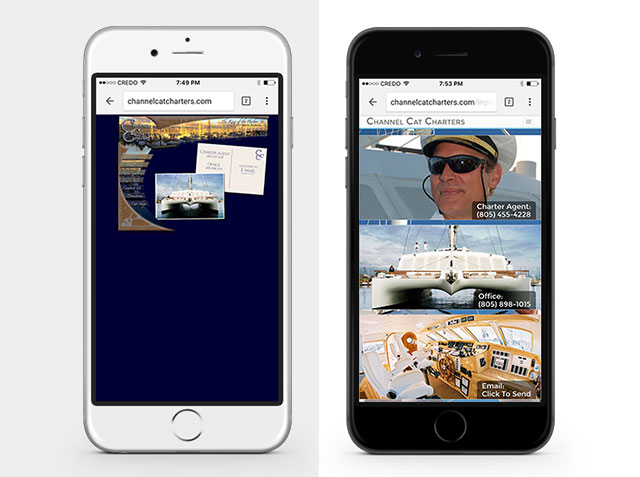 ●●○○○ CREDO
7:49 PM
channelcatcharters.com
2
CHARTER AGENT
OFFICE
E-MAIL
Contact Us
Directions
●●○○○ CREDO
7:53 PM
channelcatcharters.com/
2
CHANNEL CAT CHARTERS
Charter Agent:
(805) 455-4228
Office:
(805) 898-1015
Email:
Click To Send